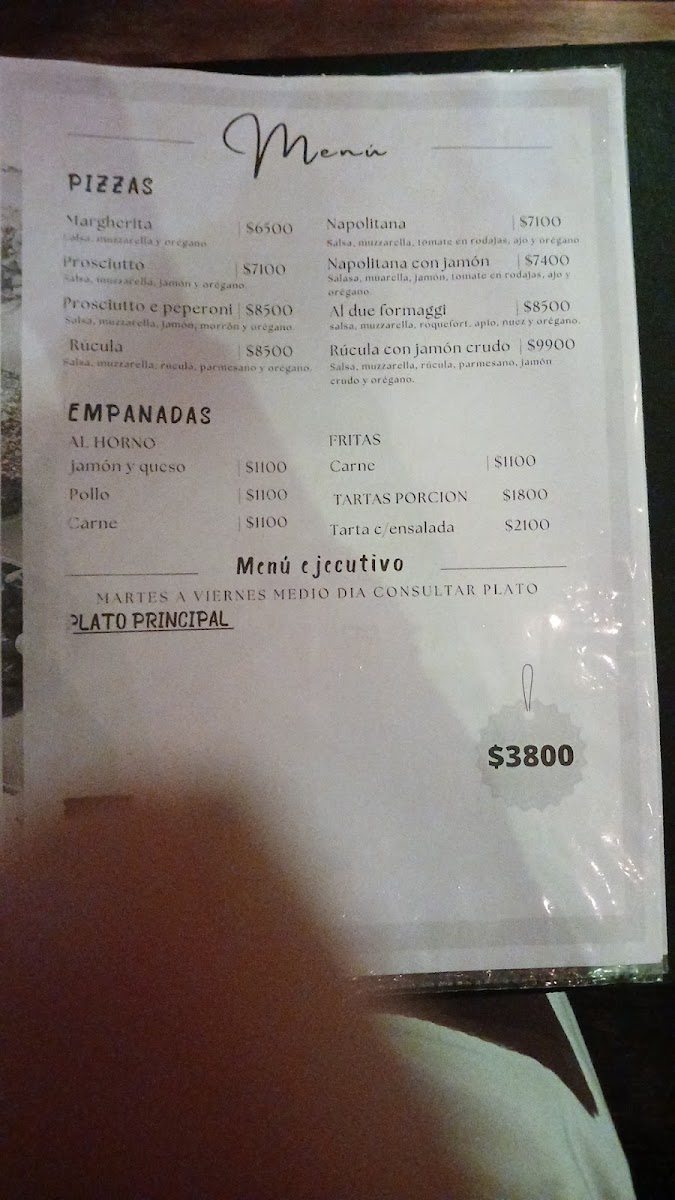 Menú
PIZZAS
Margherita | $6500
Salsa, muzzarella y orégano
Prosciutto | $7100
Salsa, muzzarella, jamón y orégano
Prosciutto e peperoni | $8500
Salsa, muzzarella, jamón, morrón y orégano.
Rúcula | $8500
Salsa, muzzarella, rúcula, parmesano y orégano.
Napolitana | $7100
Salsa, muzzarella, tomate en rodajas, ajo y orégano
Napolitana con jamón | $7400
Salasa, muarella, jamón, tomate en rodajas, ajo y
orégano.
Al due formaggi | $8500
salsa, muzzarella, roquefort, apio, nuez y orégano.
Rúcula con jamón crudo | $9900
Salsa, muzzarella, rúcula, parmesano, jamón
crudo y orégano.
EMPANADAS
AL HORNO
jamón y queso | $1100
Pollo | $1100
Carne | $1100
FRITAS
Carne | $1100
TARTAS PORCION $1800
Tarta c/ensalada $2100
Menú ejecutivo
MARTES A VIERNES MEDIO DIA CONSULTAR PLATO
PLATO PRINCIPAL
$3800